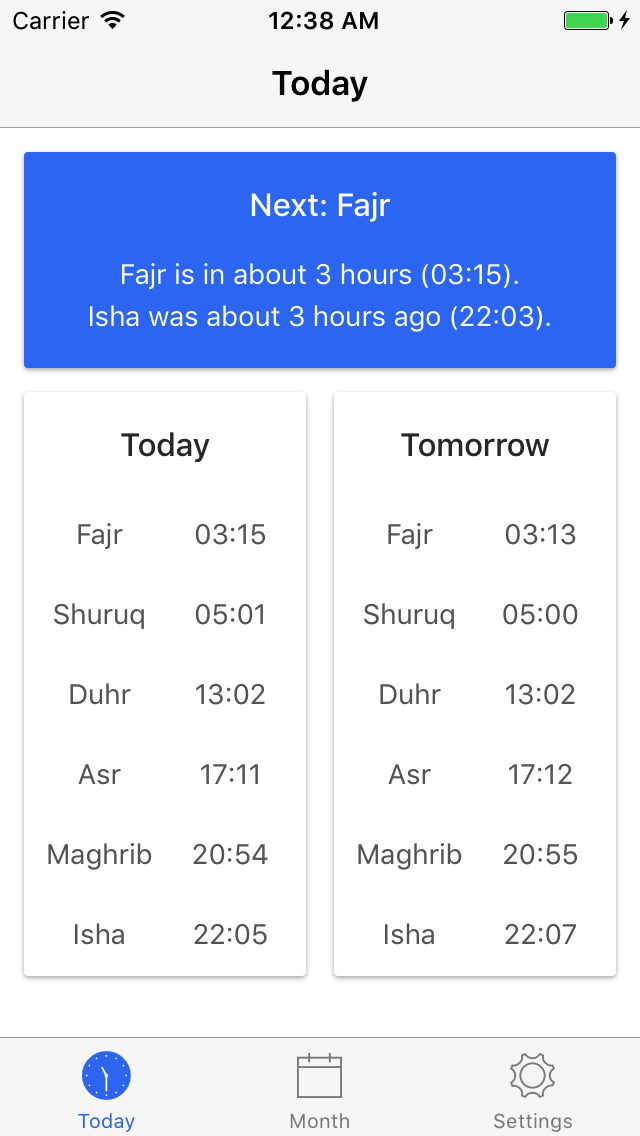 Carrier 12:38 AM
Today
Next: Fajr
Fajr is in about 3 hours (03:15).
Isha was about 3 hours ago (22:03).
Today
Fajr 03:15
Shuruq 05:01
Duhr 13:02
Asr 17:11
Maghrib 20:54
Isha 22:05
Tomorrow
Fajr 03:13
Shuruq 05:00
Duhr 13:02
Asr 17:12
Maghrib 20:55
Isha 22:07
Today Month Settings